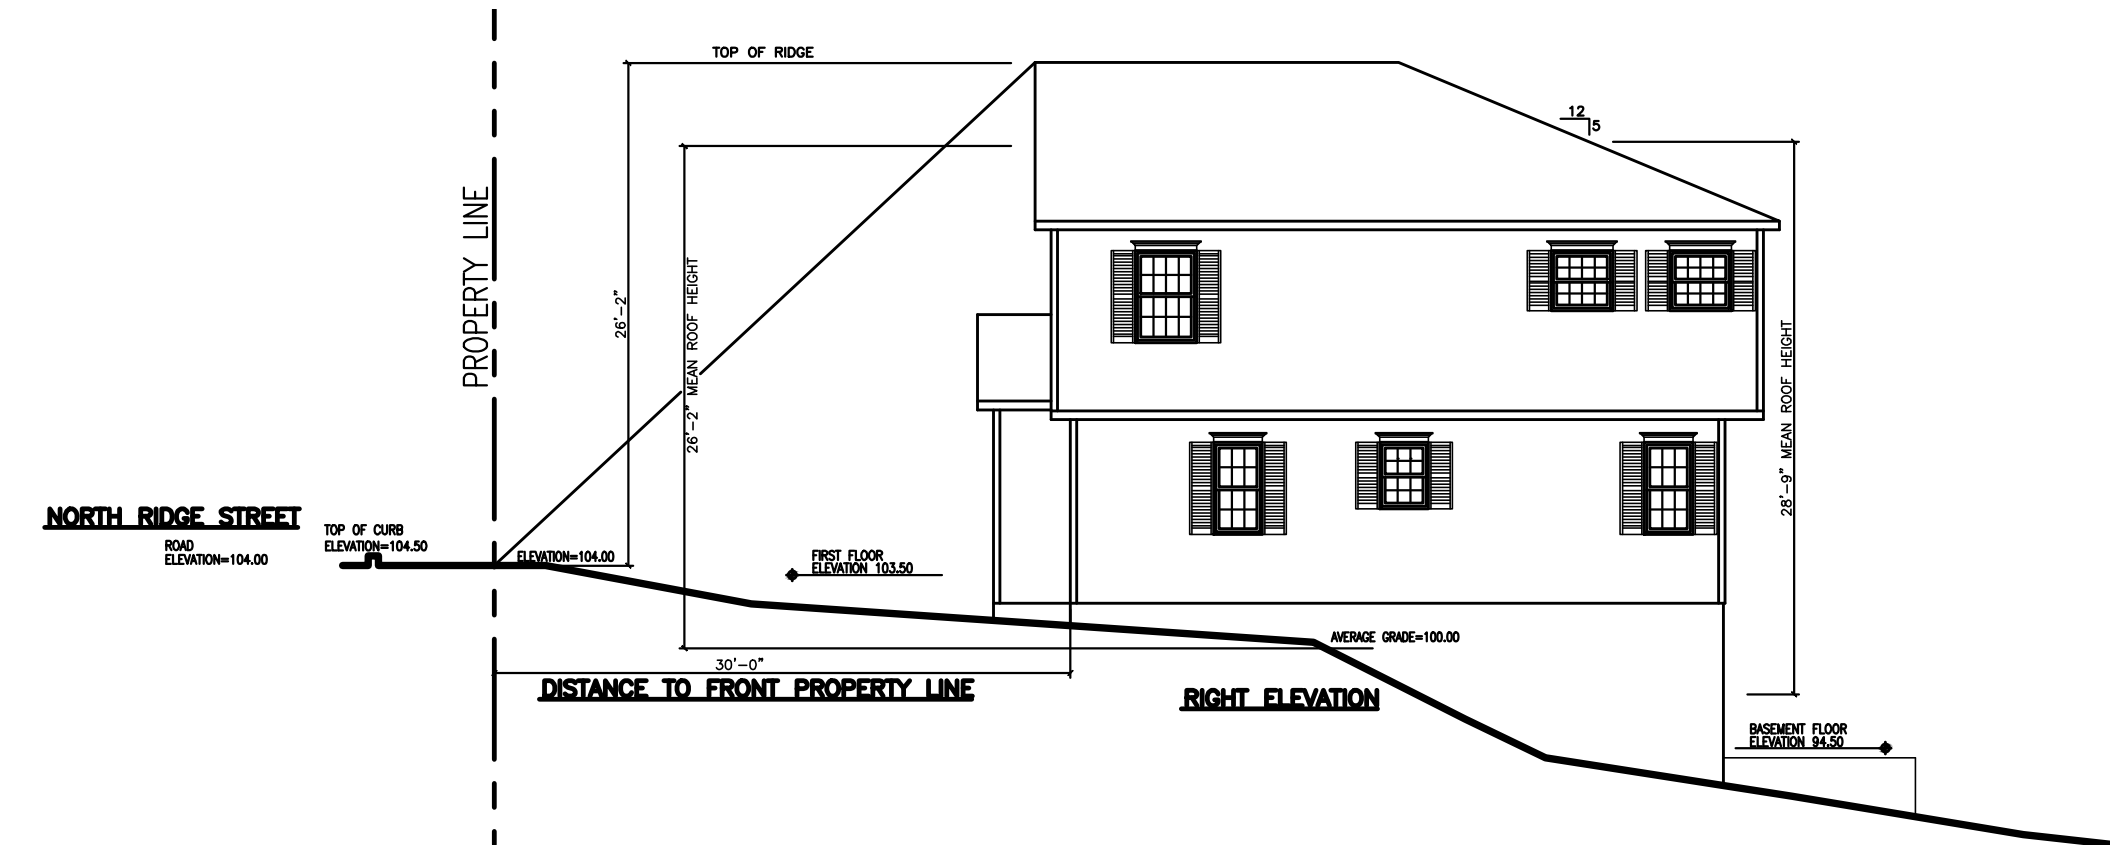 TOP OF RIDGE
12
5
PROPERTY LINE
26'-2"
26'-2" MEAN ROOF HEIGHT
28'-9" MEAN ROOF HEIGHT
NORTH RIDGE STREET
ROAD
ELEVATION=104.00
TOP OF CURB
ELEVATION=104.50
ELEVATION=104.00
FIRST FLOOR
ELEVATION 103.50
AVERAGE GRADE=100.00
30'-0"
DISTANCE TO FRONT PROPERTY LINE
RIGHT ELEVATION
BASEMENT FLOOR
ELEVATION 94.50